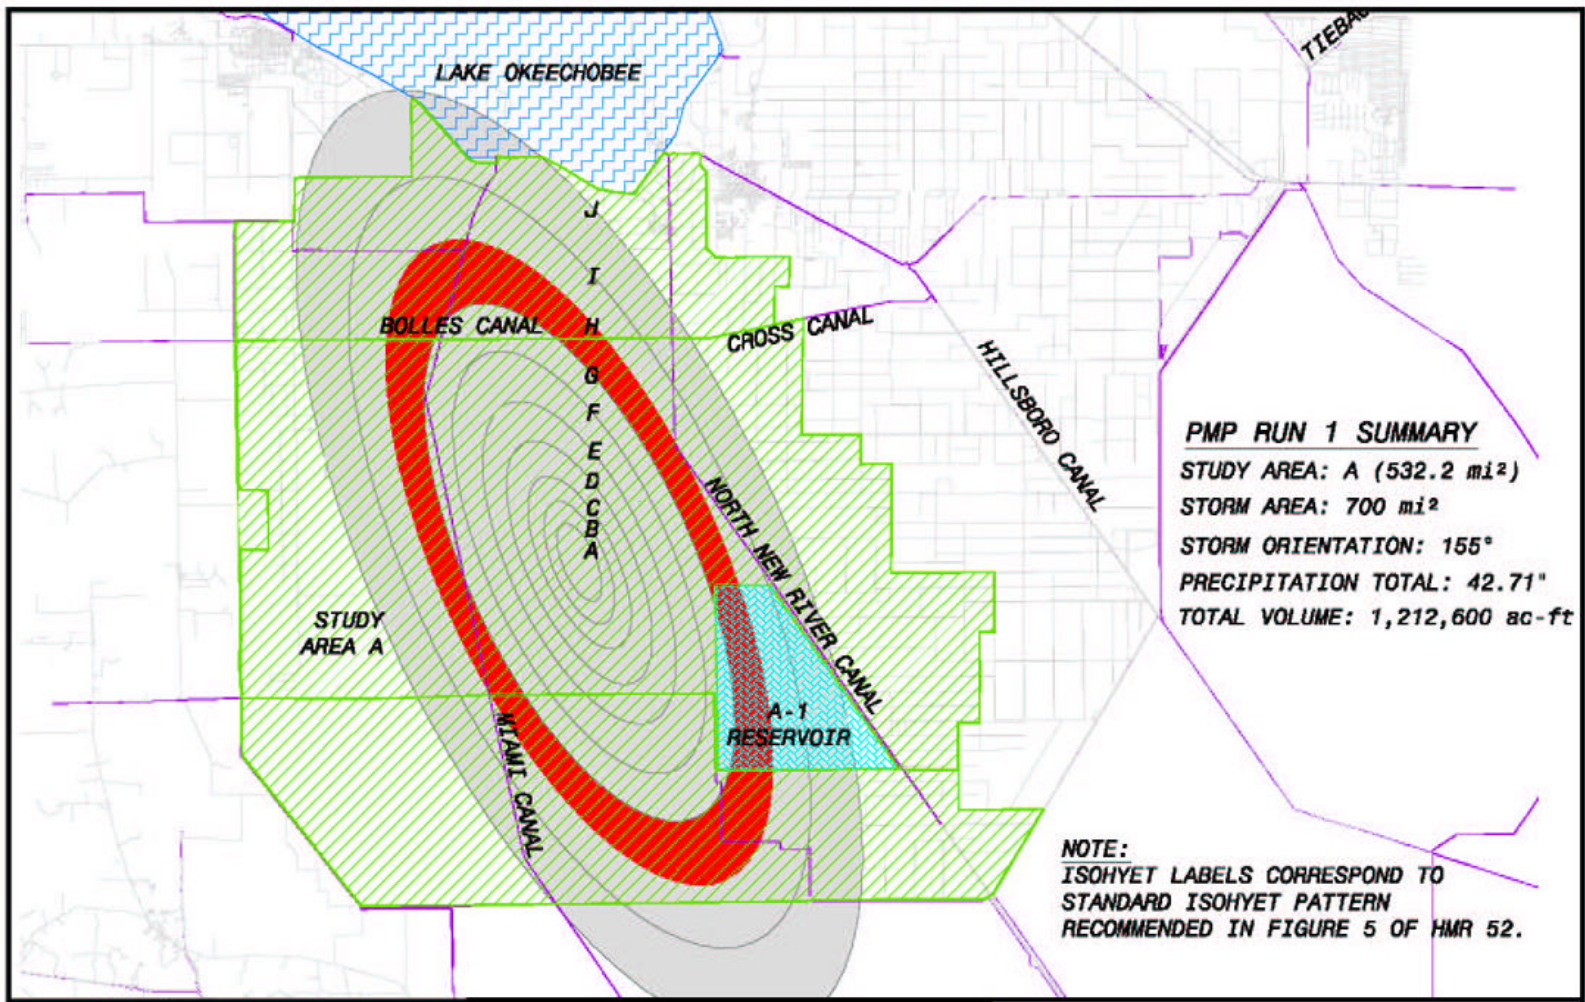 TIEBAC
LAKE OKEECHOBEE
J
I
BOLLES CANAL
H
CROSS CANAL
G
F
E
D
C
B
A
HILLSBORO CANAL
NORTH NEW RIVER CANAL
STUDY
AREA A
A-1
RESERVOIR
MIAMI CANAL
PMP RUN 1 SUMMARY
STUDY AREA: A (532.2 mi²)
STORM AREA: 700 mi²
STORM ORIENTATION: 155°
PRECIPITATION TOTAL: 42.71"
TOTAL VOLUME: 1,212,600 ac-ft
NOTE:
ISOHYET LABELS CORRESPOND TO
STANDARD ISOHYET PATTERN
RECOMMENDED IN FIGURE 5 OF HMR 52.